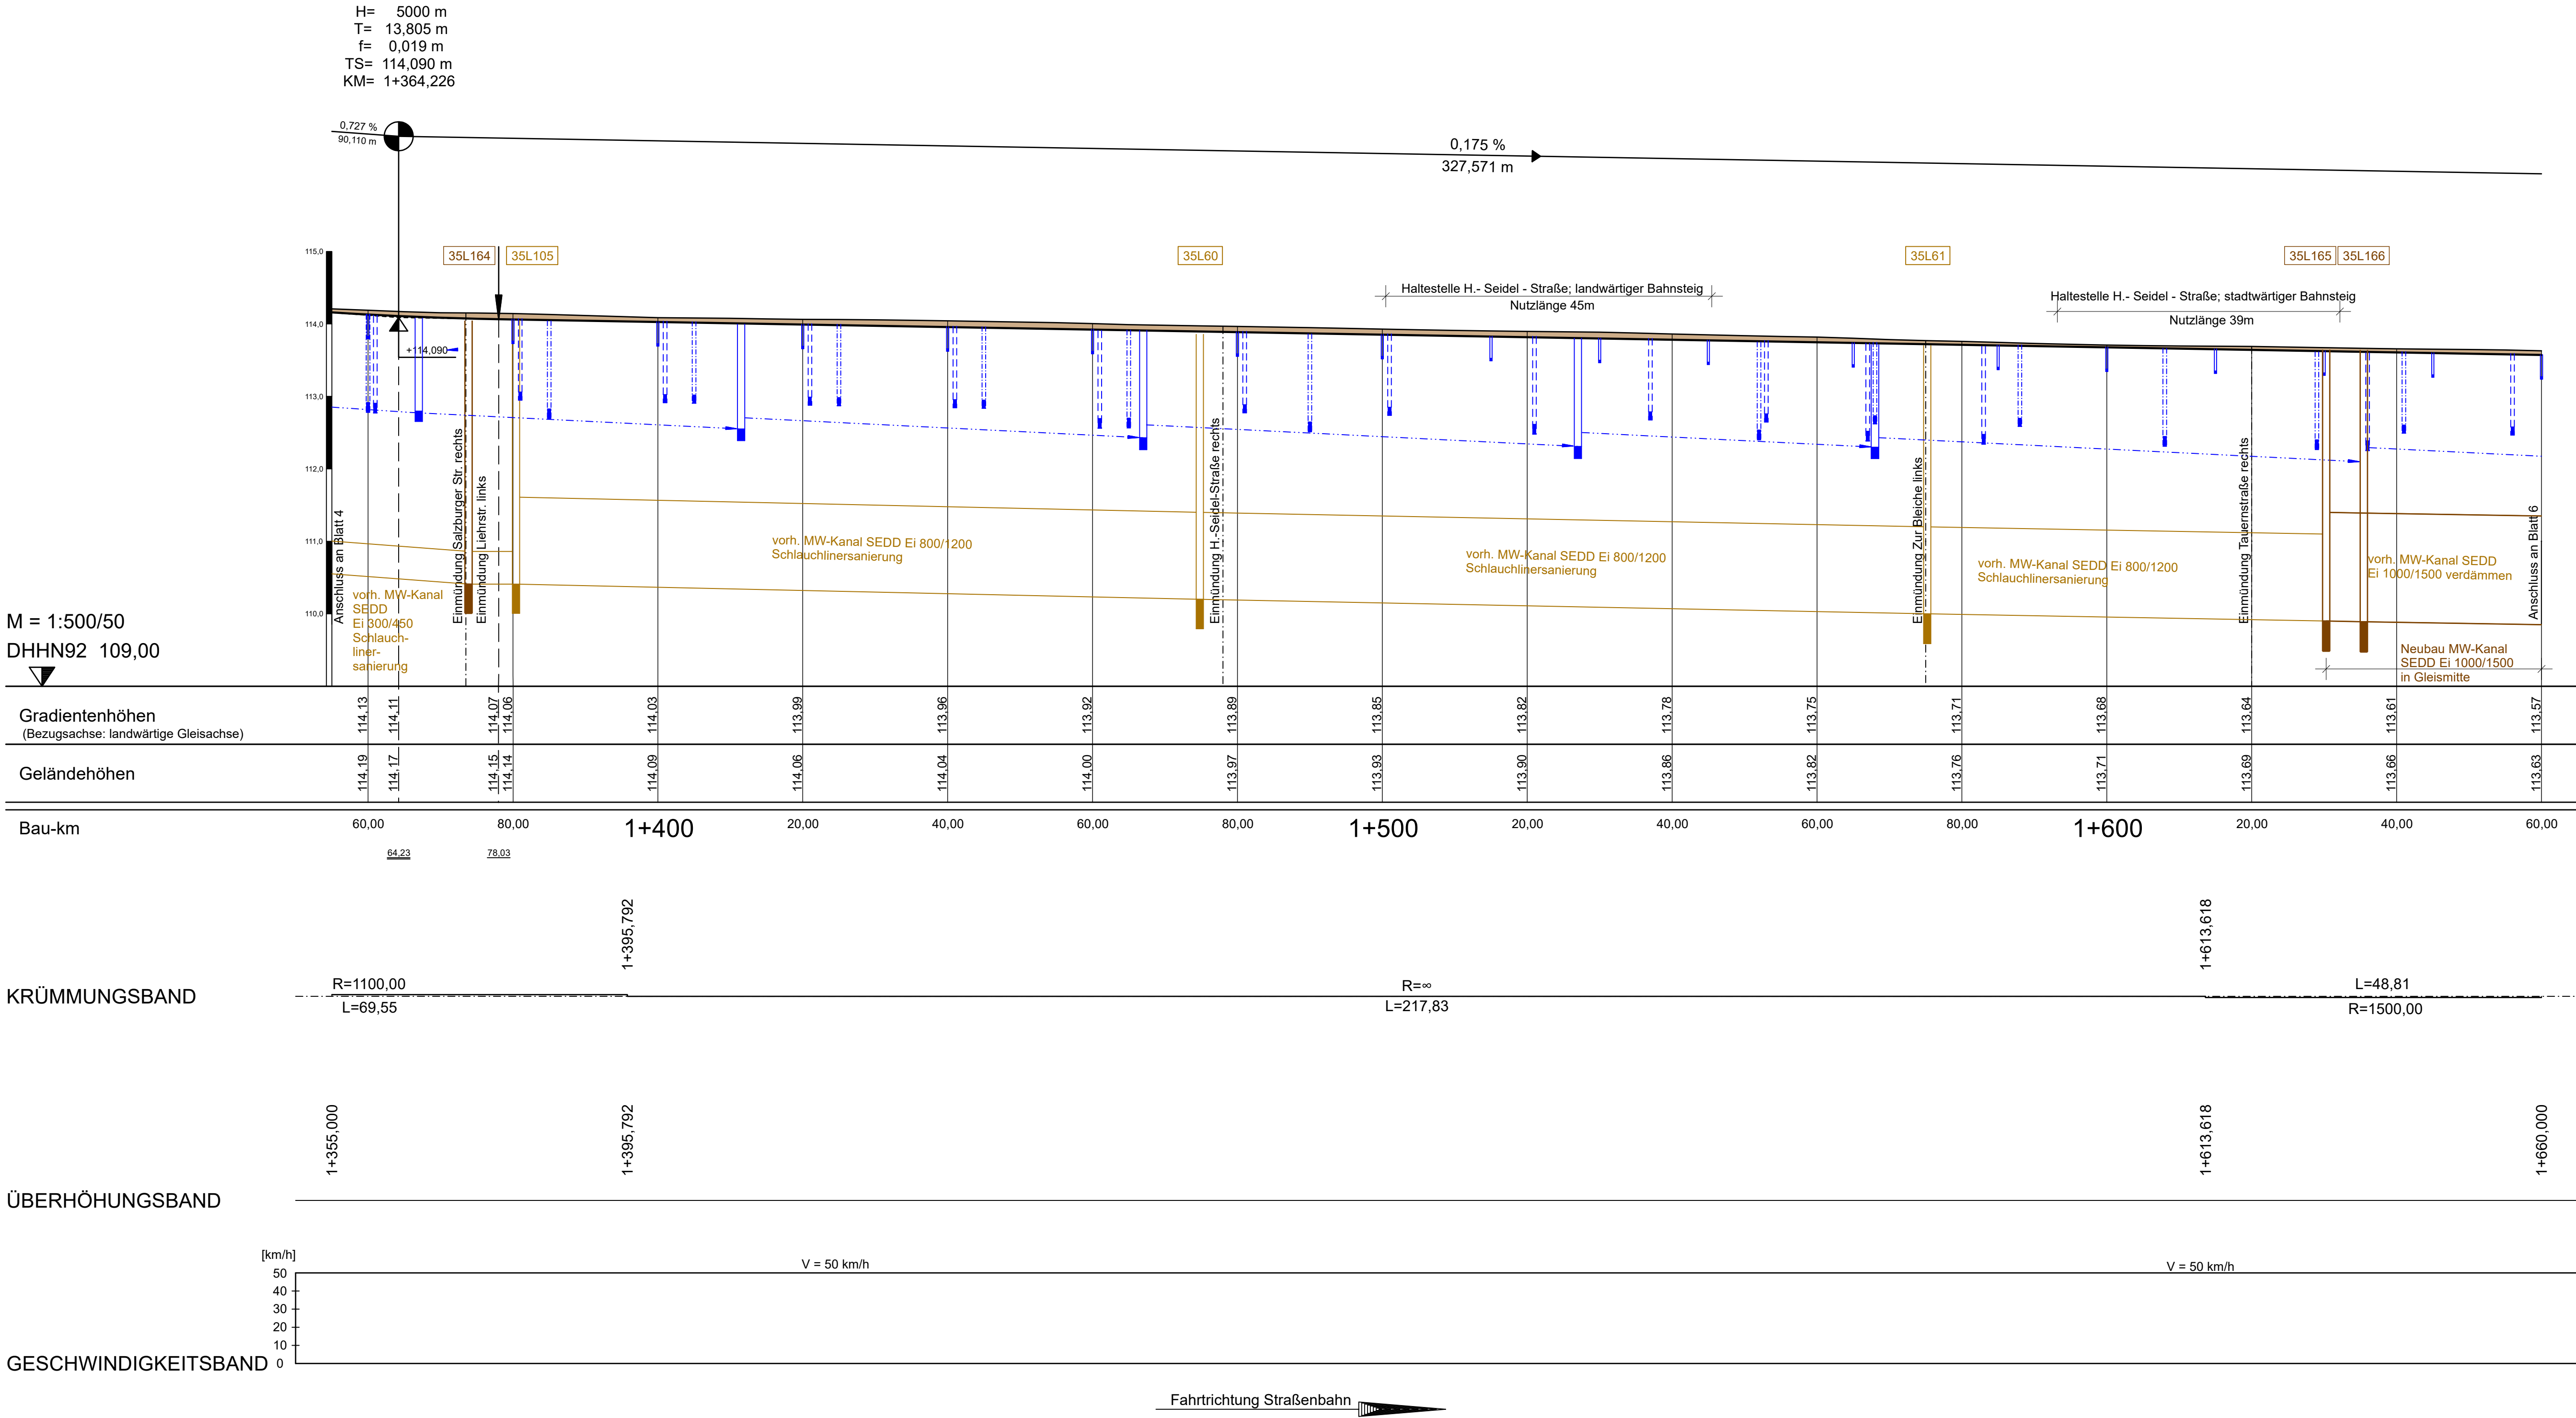 H= 5000 m
T= 13,805 m
f= 0,019 m
TS= 114,090 m
KM= 1+364,226
0,727 %
90,110 m
0,175 %
327,571 m
115,0
114,0
113,0
112,0
111,0
110,0
35L164
35L105
35L60
35L61
35L165
35L166
Haltestelle H.- Seidel - Straße; landwärtiger Bahnsteig
Nutzlänge 45m
Haltestelle H.- Seidel - Straße; stadtwärtiger Bahnsteig
Nutzlänge 39m
+114,090
Anschluss an Blatt 4
Einmündung Salzburger Str. rechts
Einmündung Liehrstr. links
Einmündung H.-Seidel-Straße rechts
Einmündung Zur Bleiche links
Einmündung Tauernstraße rechts
Anschluss an Blatt 6
vorh. MW-Kanal
SEDD
Ei 300/450
Schlauch-
liner-
sanierung
vorh. MW-Kanal SEDD Ei 800/1200
Schlauchlinersanierung
vorh. MW-Kanal SEDD Ei 800/1200
Schlauchlinersanierung
vorh. MW-Kanal SEDD Ei 800/1200
Schlauchlinersanierung
vorh. MW-Kanal SEDD
Ei 1000/1500 verdämmen
Neubau MW-Kanal
SEDD Ei 1000/1500
in Gleismitte
M = 1:500/50
DHHN92 109,00
Gradientenhöhen
(Bezugsachse: landwärtige Gleisachse)
114,13 114,11 114,07 114,06 114,03 113,99 113,96 113,92 113,89 113,85 113,82 113,78 113,75 113,71 113,68 113,64 113,61 113,57
Geländehöhen
114,19 114,17 114,15 114,14 114,09 114,06 114,04 114,00 113,97 113,93 113,90 113,86 113,82 113,76 113,71 113,69 113,66 113,63
Bau-km
60,00 80,00 1+400 20,00 40,00 60,00 80,00 1+500 20,00 40,00 60,00 80,00 1+600 20,00 40,00 60,00
64,23 78,03
1+395,792
1+613,618
KRÜMMUNGSBAND
R=1100,00
L=69,55
R=∞
L=217,83
L=48,81
R=1500,00
1+355,000
1+395,792
1+613,618
1+660,000
ÜBERHÖHUNGSBAND
[km/h]
50
40
30
20
10
0
V = 50 km/h
V = 50 km/h
GESCHWINDIGKEITSBAND
Fahrtrichtung Straßenbahn